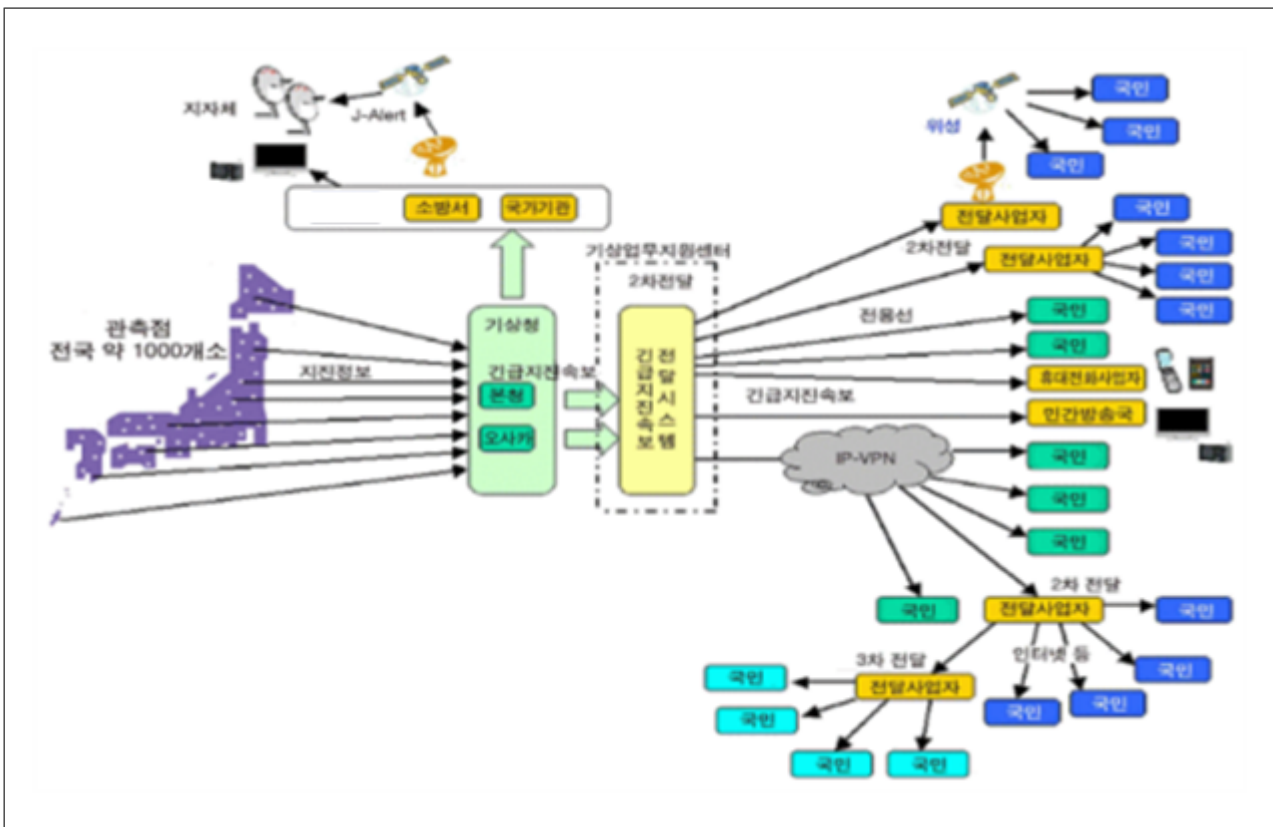 지자체
J-Alert
소방서
국가기관
관측점
전국 약 1000개소
지진정보
기상청
본청
오사카
긴급지진속보
기상업무지원센터
2차전달
긴급지진속보
전달시스템
위성
국민
국민
국민
전달사업자
2차전달
전달사업자
국민
국민
국민
국민
전용선
국민
국민
휴대전화사업자
긴급지진속보
민간방송국
IP-VPN
국민
국민
국민
국민
2차 전달
전달사업자
국민
인터넷 등
국민
국민
국민
3차 전달
전달사업자
국민
국민
국민
국민